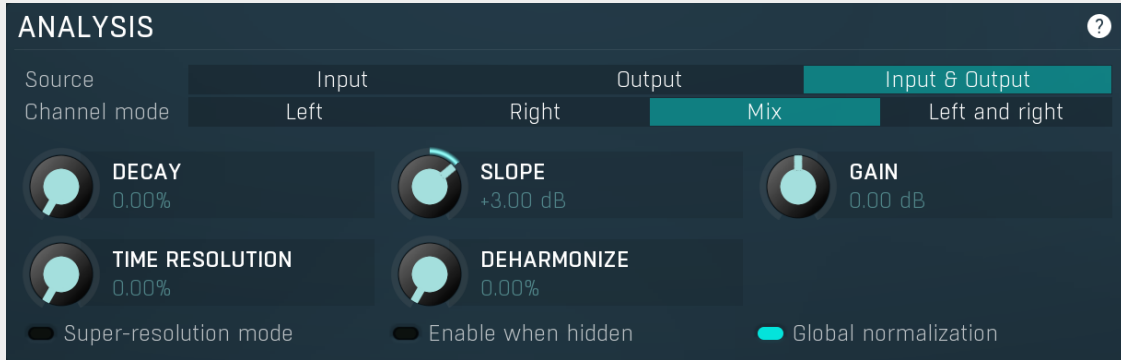 ANALYSIS ?
Source Input Output Input & Output
Channel mode Left Right Mix Left and right
DECAY SLOPE GAIN
0.00% +3.00 dB 0.00 dB
TIME RESOLUTION DEHARMONIZE
0.00% 0.00%
Super-resolution mode Enable when hidden Global normalization